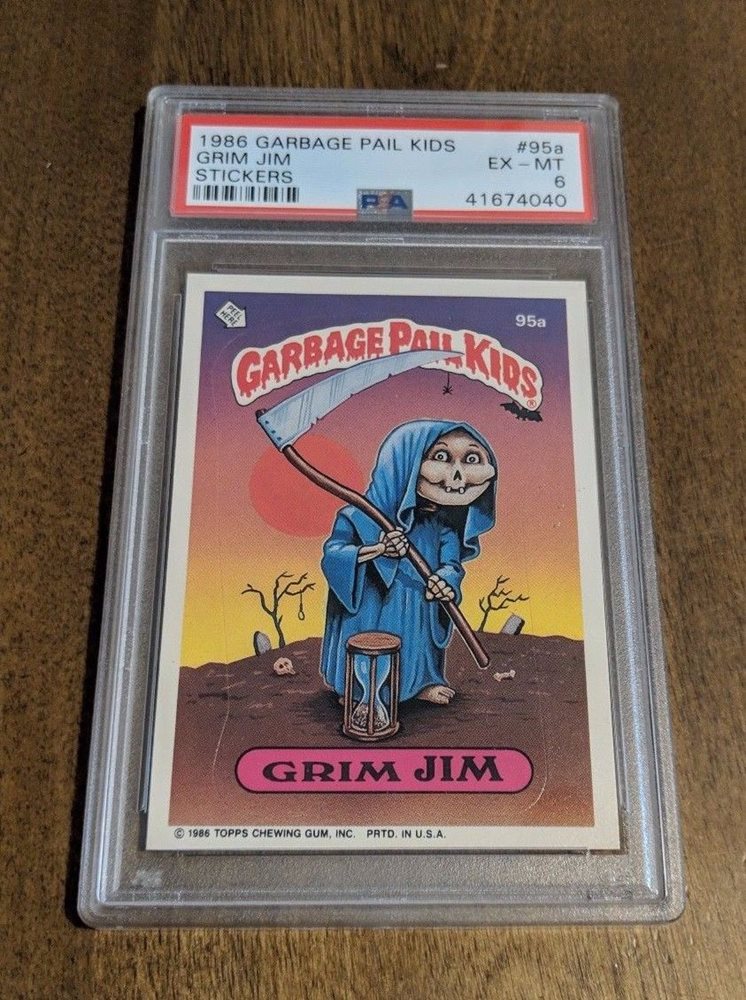 1986 GARBAGE PAIL KIDS #95a
GRIM JIM EX - MT
STICKERS 6
PSA 41674040
PEEL
HERE
95a
GARBAGE PAIL KIDS®
GRIM JIM
© 1986 TOPPS CHEWING GUM, INC. PRTD. IN U.S.A.